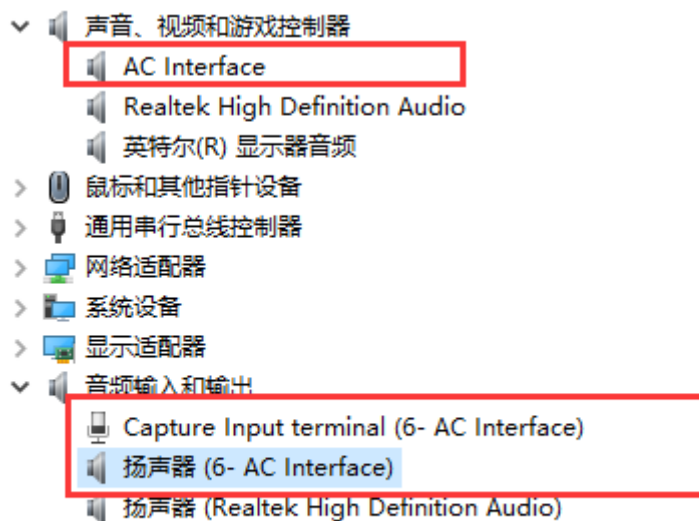 声音、视频和游戏控制器
AC Interface
Realtek High Definition Audio
英特尔(R) 显示器音频
鼠标和其他指针设备
通用串行总线控制器
网络适配器
系统设备
显示适配器
音频输入和输出
Capture Input terminal (6- AC Interface)
扬声器 (6- AC Interface)
扬声器 (Realtek High Definition Audio)